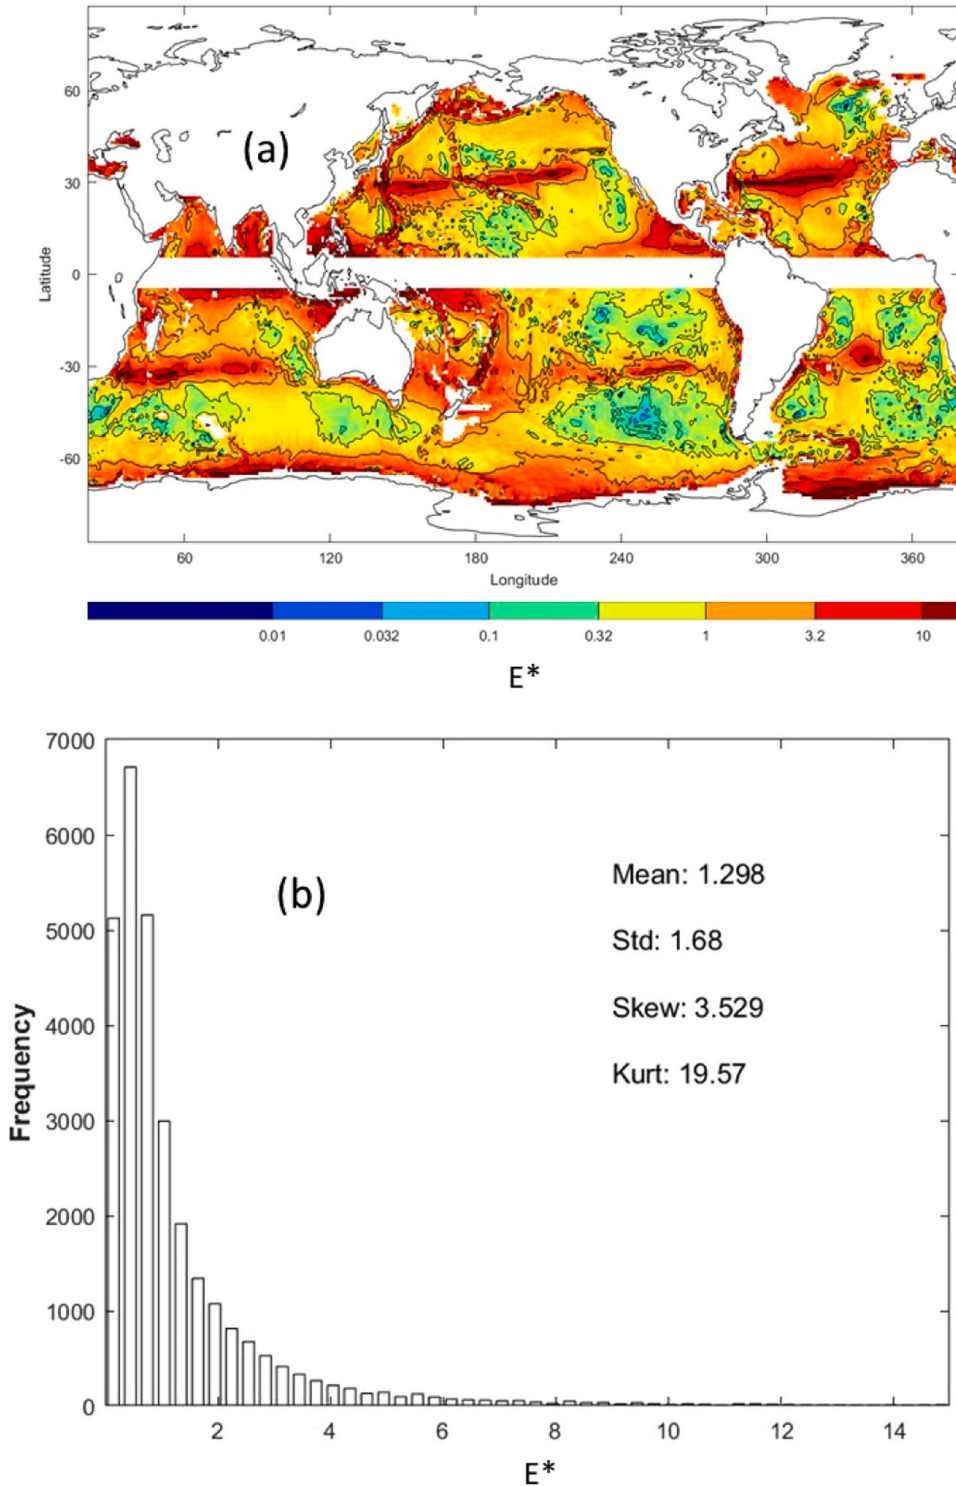 (a)
60
30
0
-30
-60
Latitude
60 120 180 240 300 360
Longitude
0.01 0.032 0.1 0.32 1 3.2 10
E*
7000
6000
5000
4000
3000
2000
1000
0
Frequency
(b)
Mean: 1.298
Std: 1.68
Skew: 3.529
Kurt: 19.57
2 4 6 8 10 12 14
E*